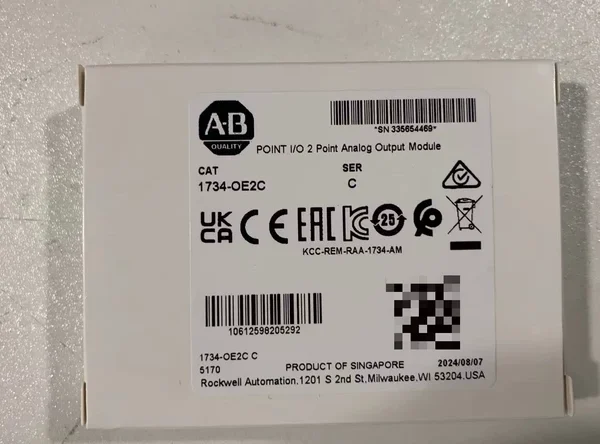 A-B
QUALITY
*SN 335654469*
POINT I/O 2 Point Analog Output Module
CAT
SER
1734-OE2C
C
UK
CA CE EAC KC 25
KCC-REM-RAA-1734-AM
10612598205292
1734-OE2C C
5170
PRODUCT OF SINGAPORE
2024/08/07
Rockwell Automation.1201 S 2nd St,Milwaukee,WI 53204.USA